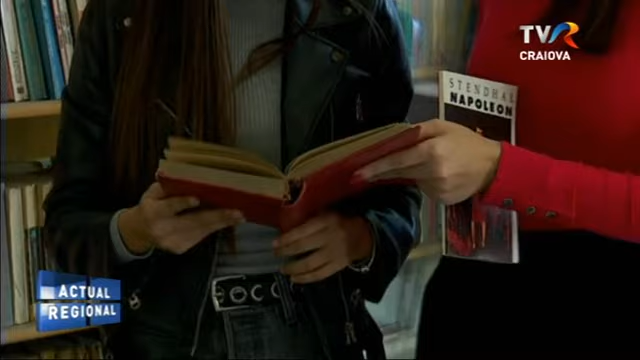 TVR
CRAIOVA
STENDHAL
NAPOLEON
ACTUAL
REGIONAL